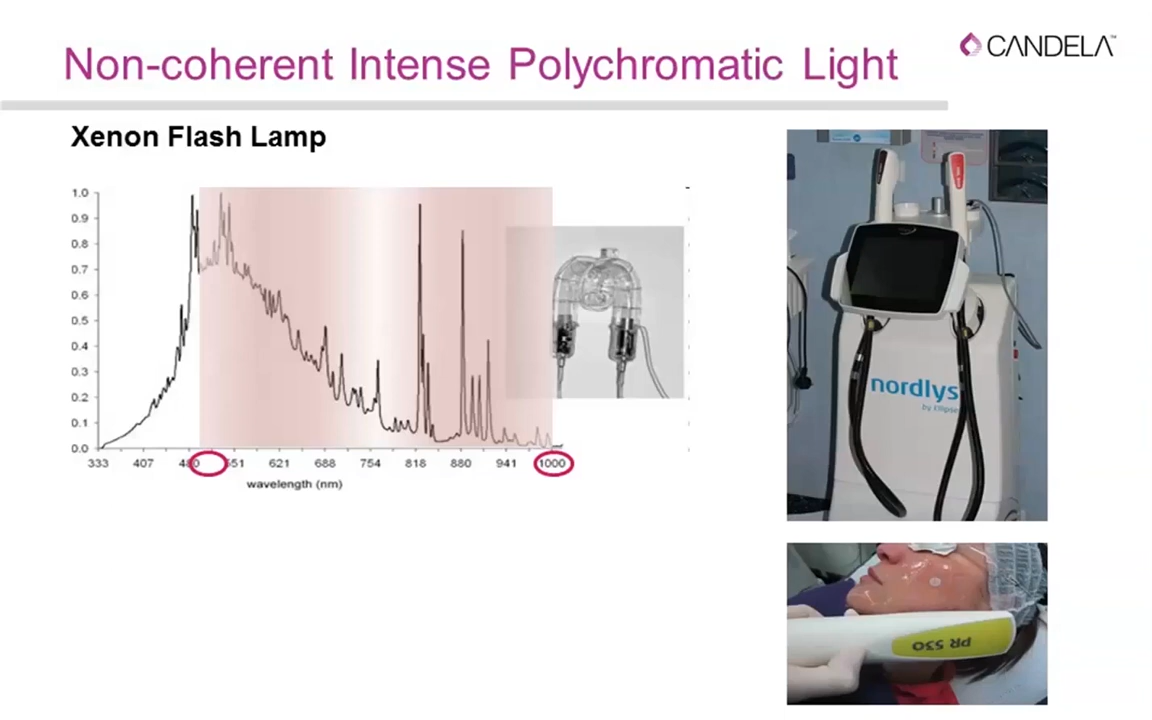 Non-coherent Intense Polychromatic Light
CANDELA™
Xenon Flash Lamp
1.0
0.9
0.8
0.7
0.6
0.5
0.4
0.3
0.2
0.1
0.0
333 407 480 551 621 688 754 818 880 941 1000
wavelength (nm)
nordlys
by Ellipse
PR 530